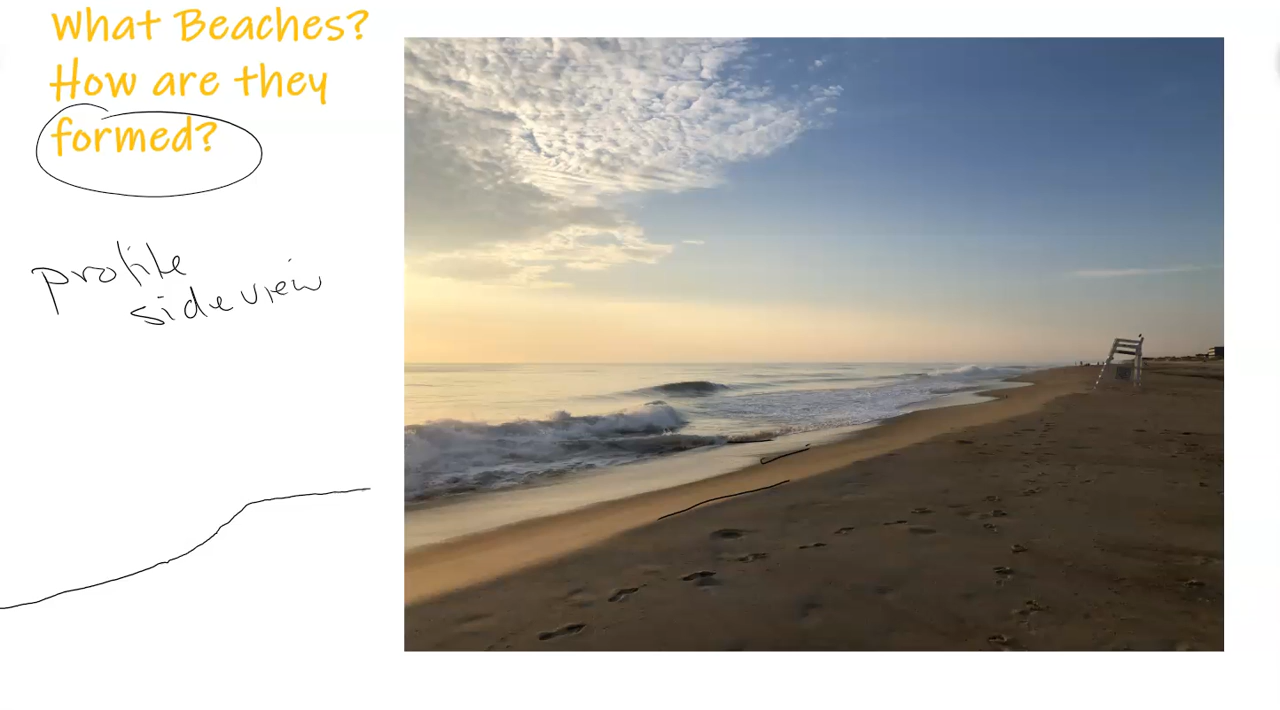 What Beaches?
How are they
formed?
profile
sideview